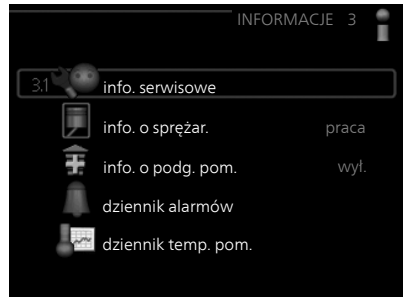 INFORMACJE 3
3.1 info. serwisowe
info. o sprężar. praca
info. o podg. pom. wył.
dziennik alarmów
dziennik temp. pom.